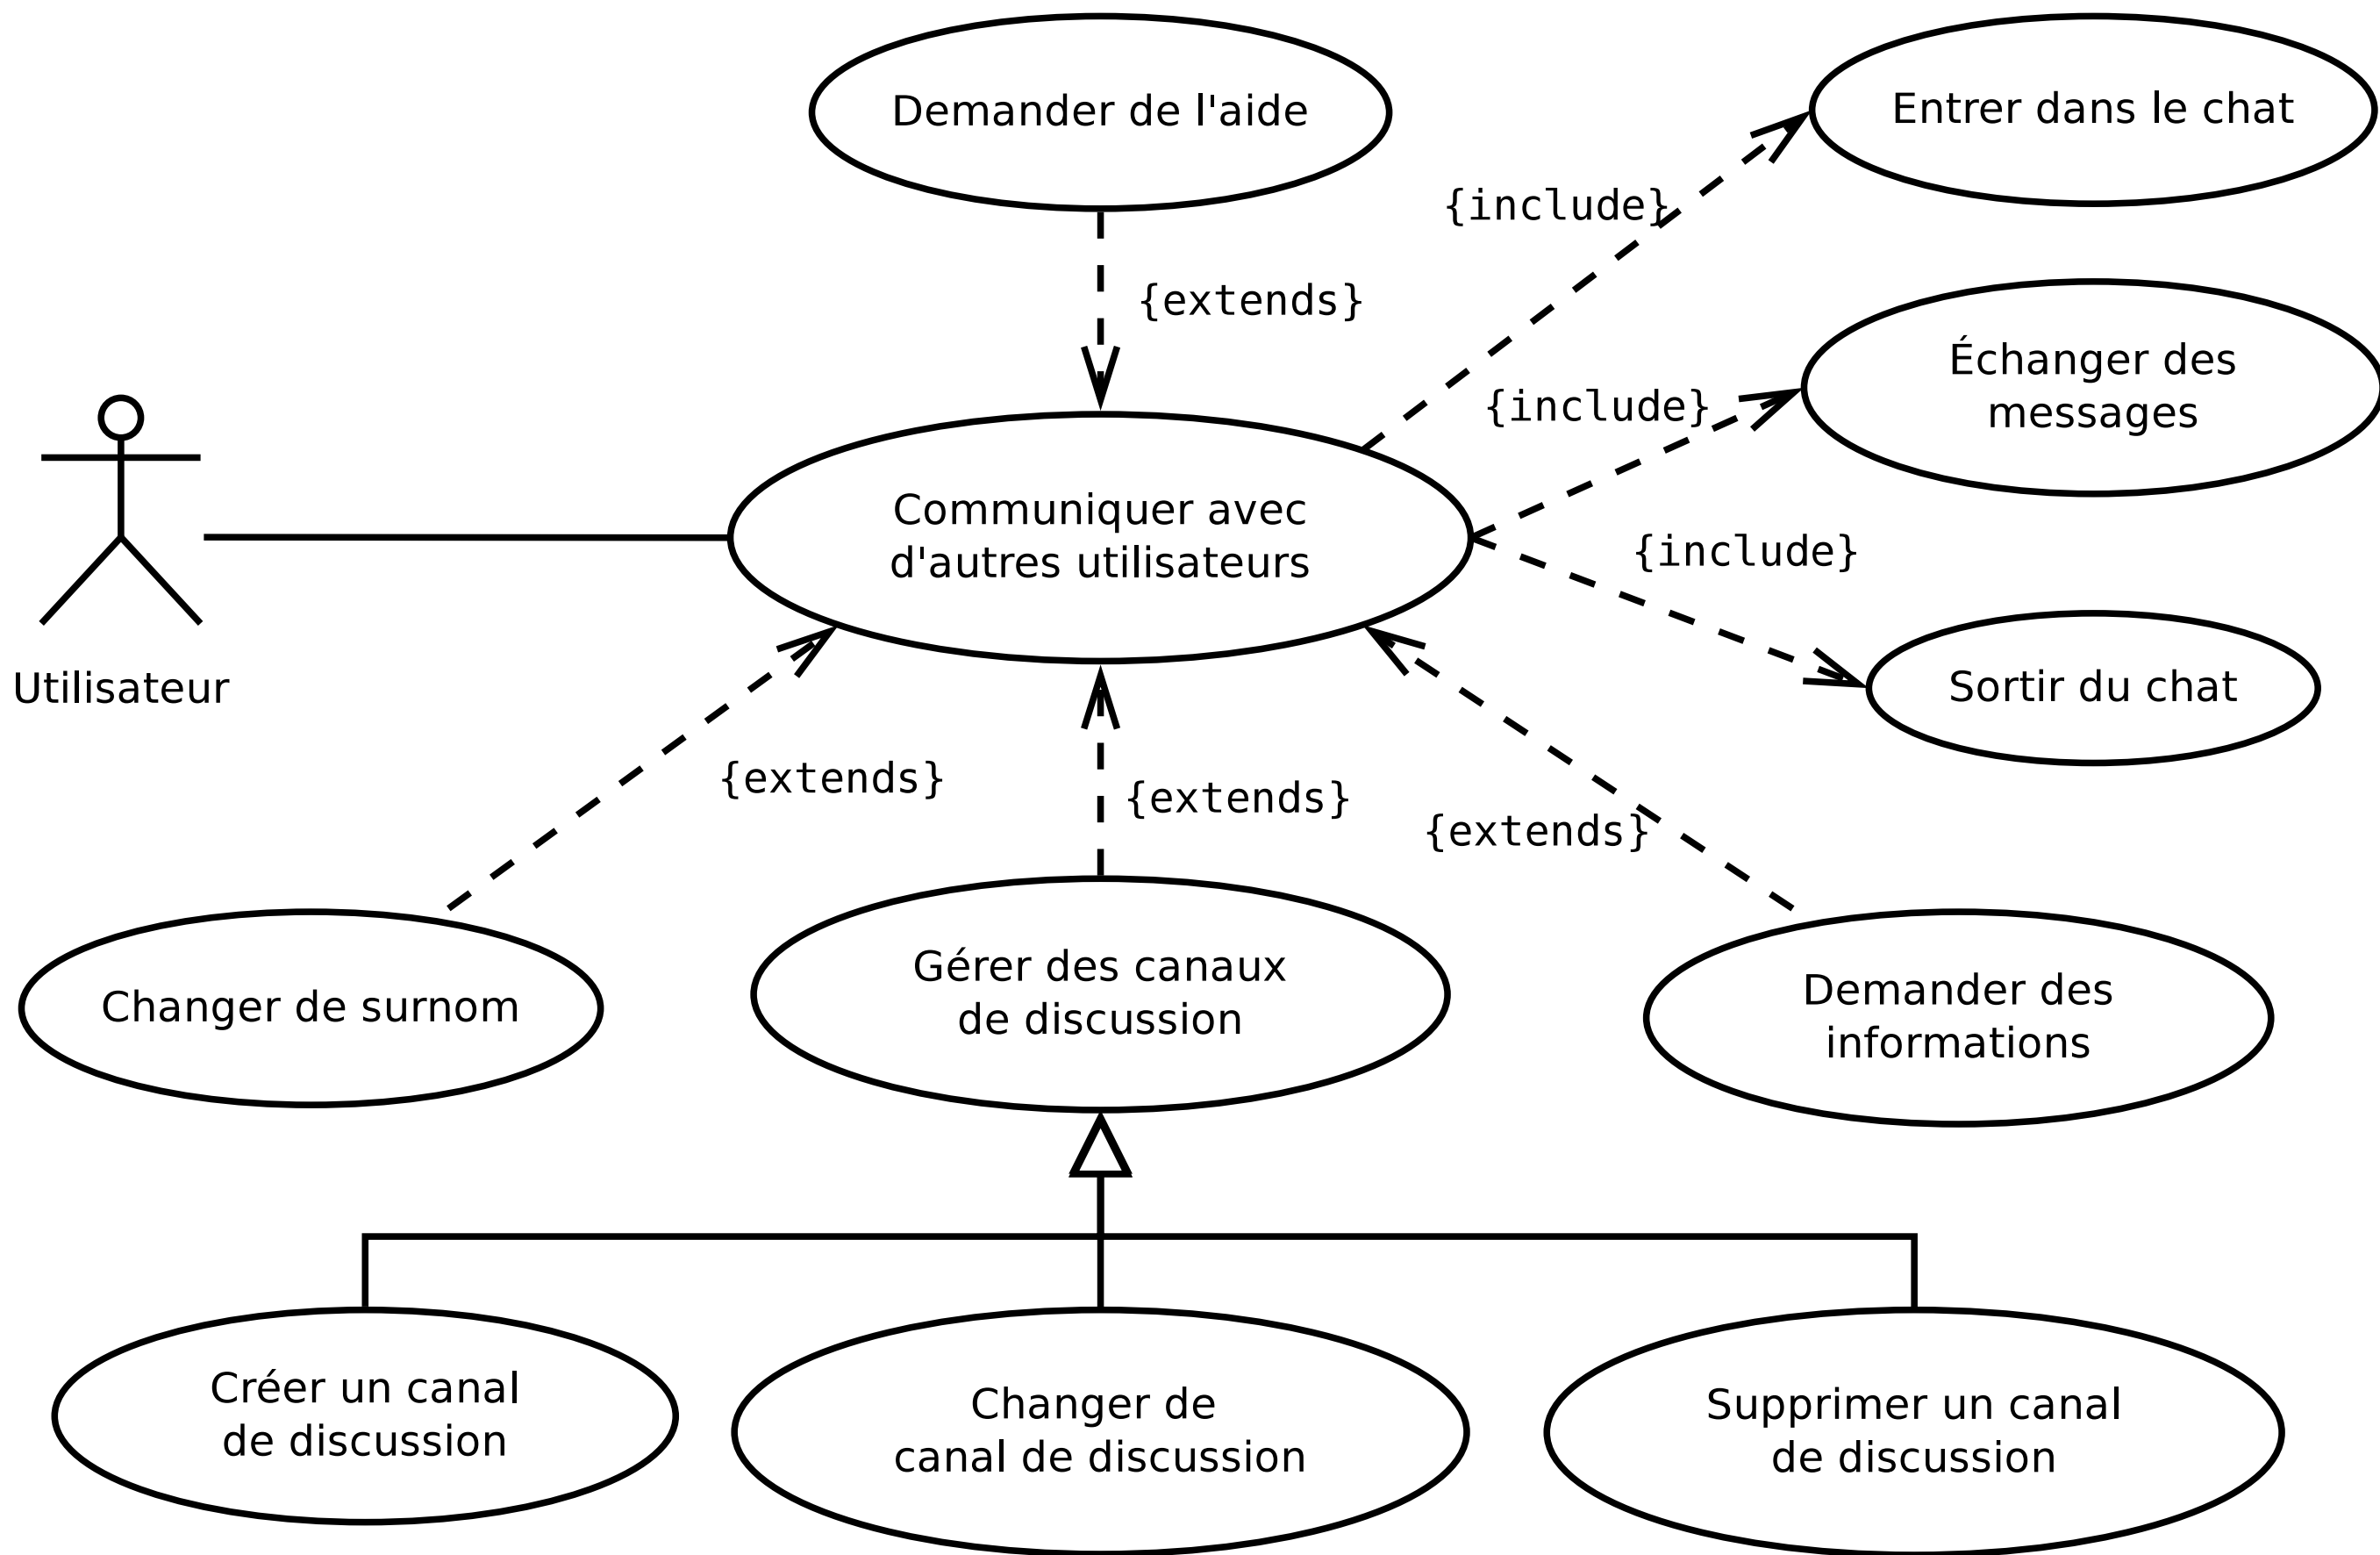 Demander de l'aide
Entrer dans le chat
{include}
{extends}
Échanger des
messages
{include}
Communiquer avec
d'autres utilisateurs
{include}
Utilisateur
Sortir du chat
{extends}
{extends}
{extends}
Changer de surnom
Gérer des canaux
de discussion
Demander des
informations
Créer un canal
de discussion
Changer de
canal de discussion
Supprimer un canal
de discussion